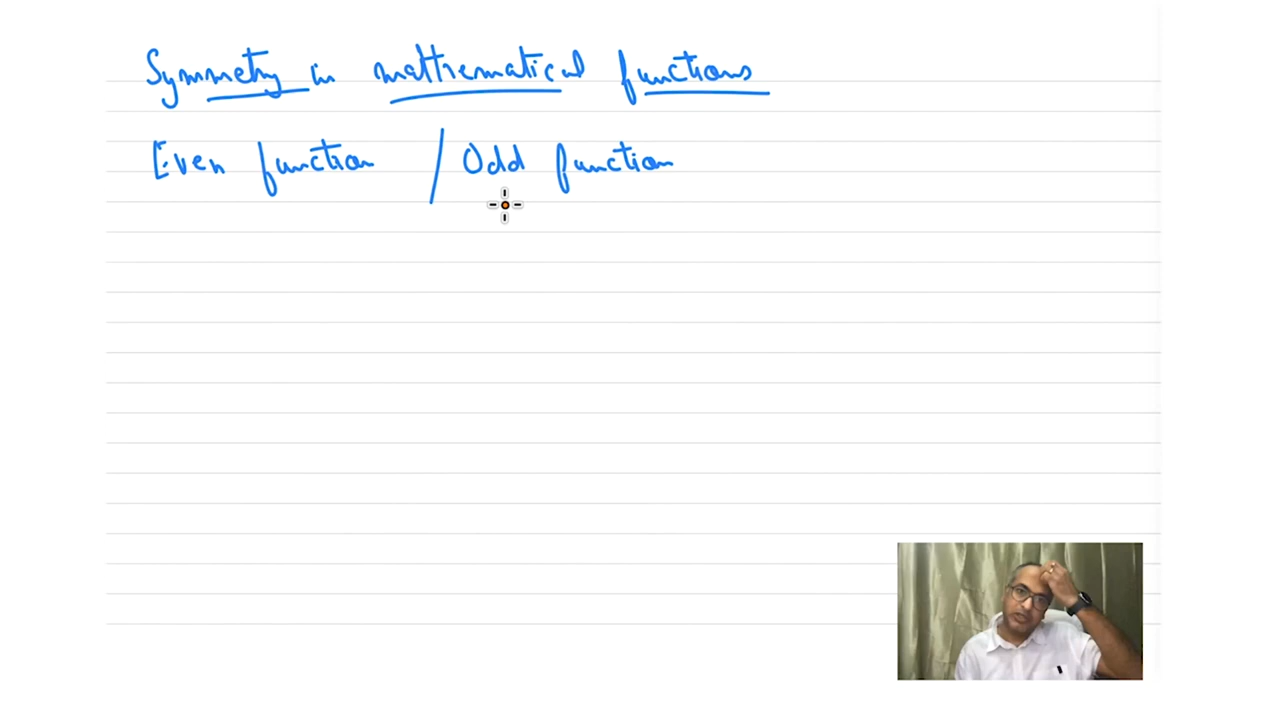 Symmetry in mathematical functions
Even function / Odd function